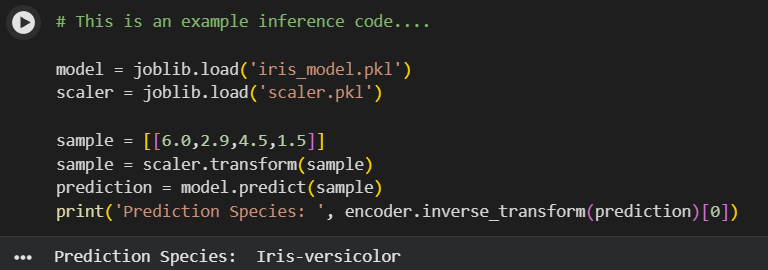 # This is an example inference code....
model = joblib.load('iris_model.pkl')
scaler = joblib.load('scaler.pkl')
sample = [[6.0,2.9,4.5,1.5]]
sample = scaler.transform(sample)
prediction = model.predict(sample)
print('Prediction Species: ', encoder.inverse_transform(prediction)[0])
Prediction Species:  Iris-versicolor